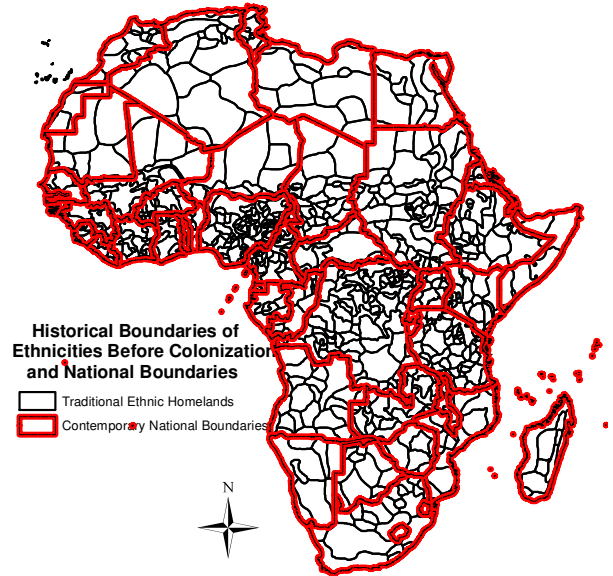 Historical Boundaries of
Ethnicities Before Colonization
and National Boundaries
Traditional Ethnic Homelands
Contemporary National Boundaries
N